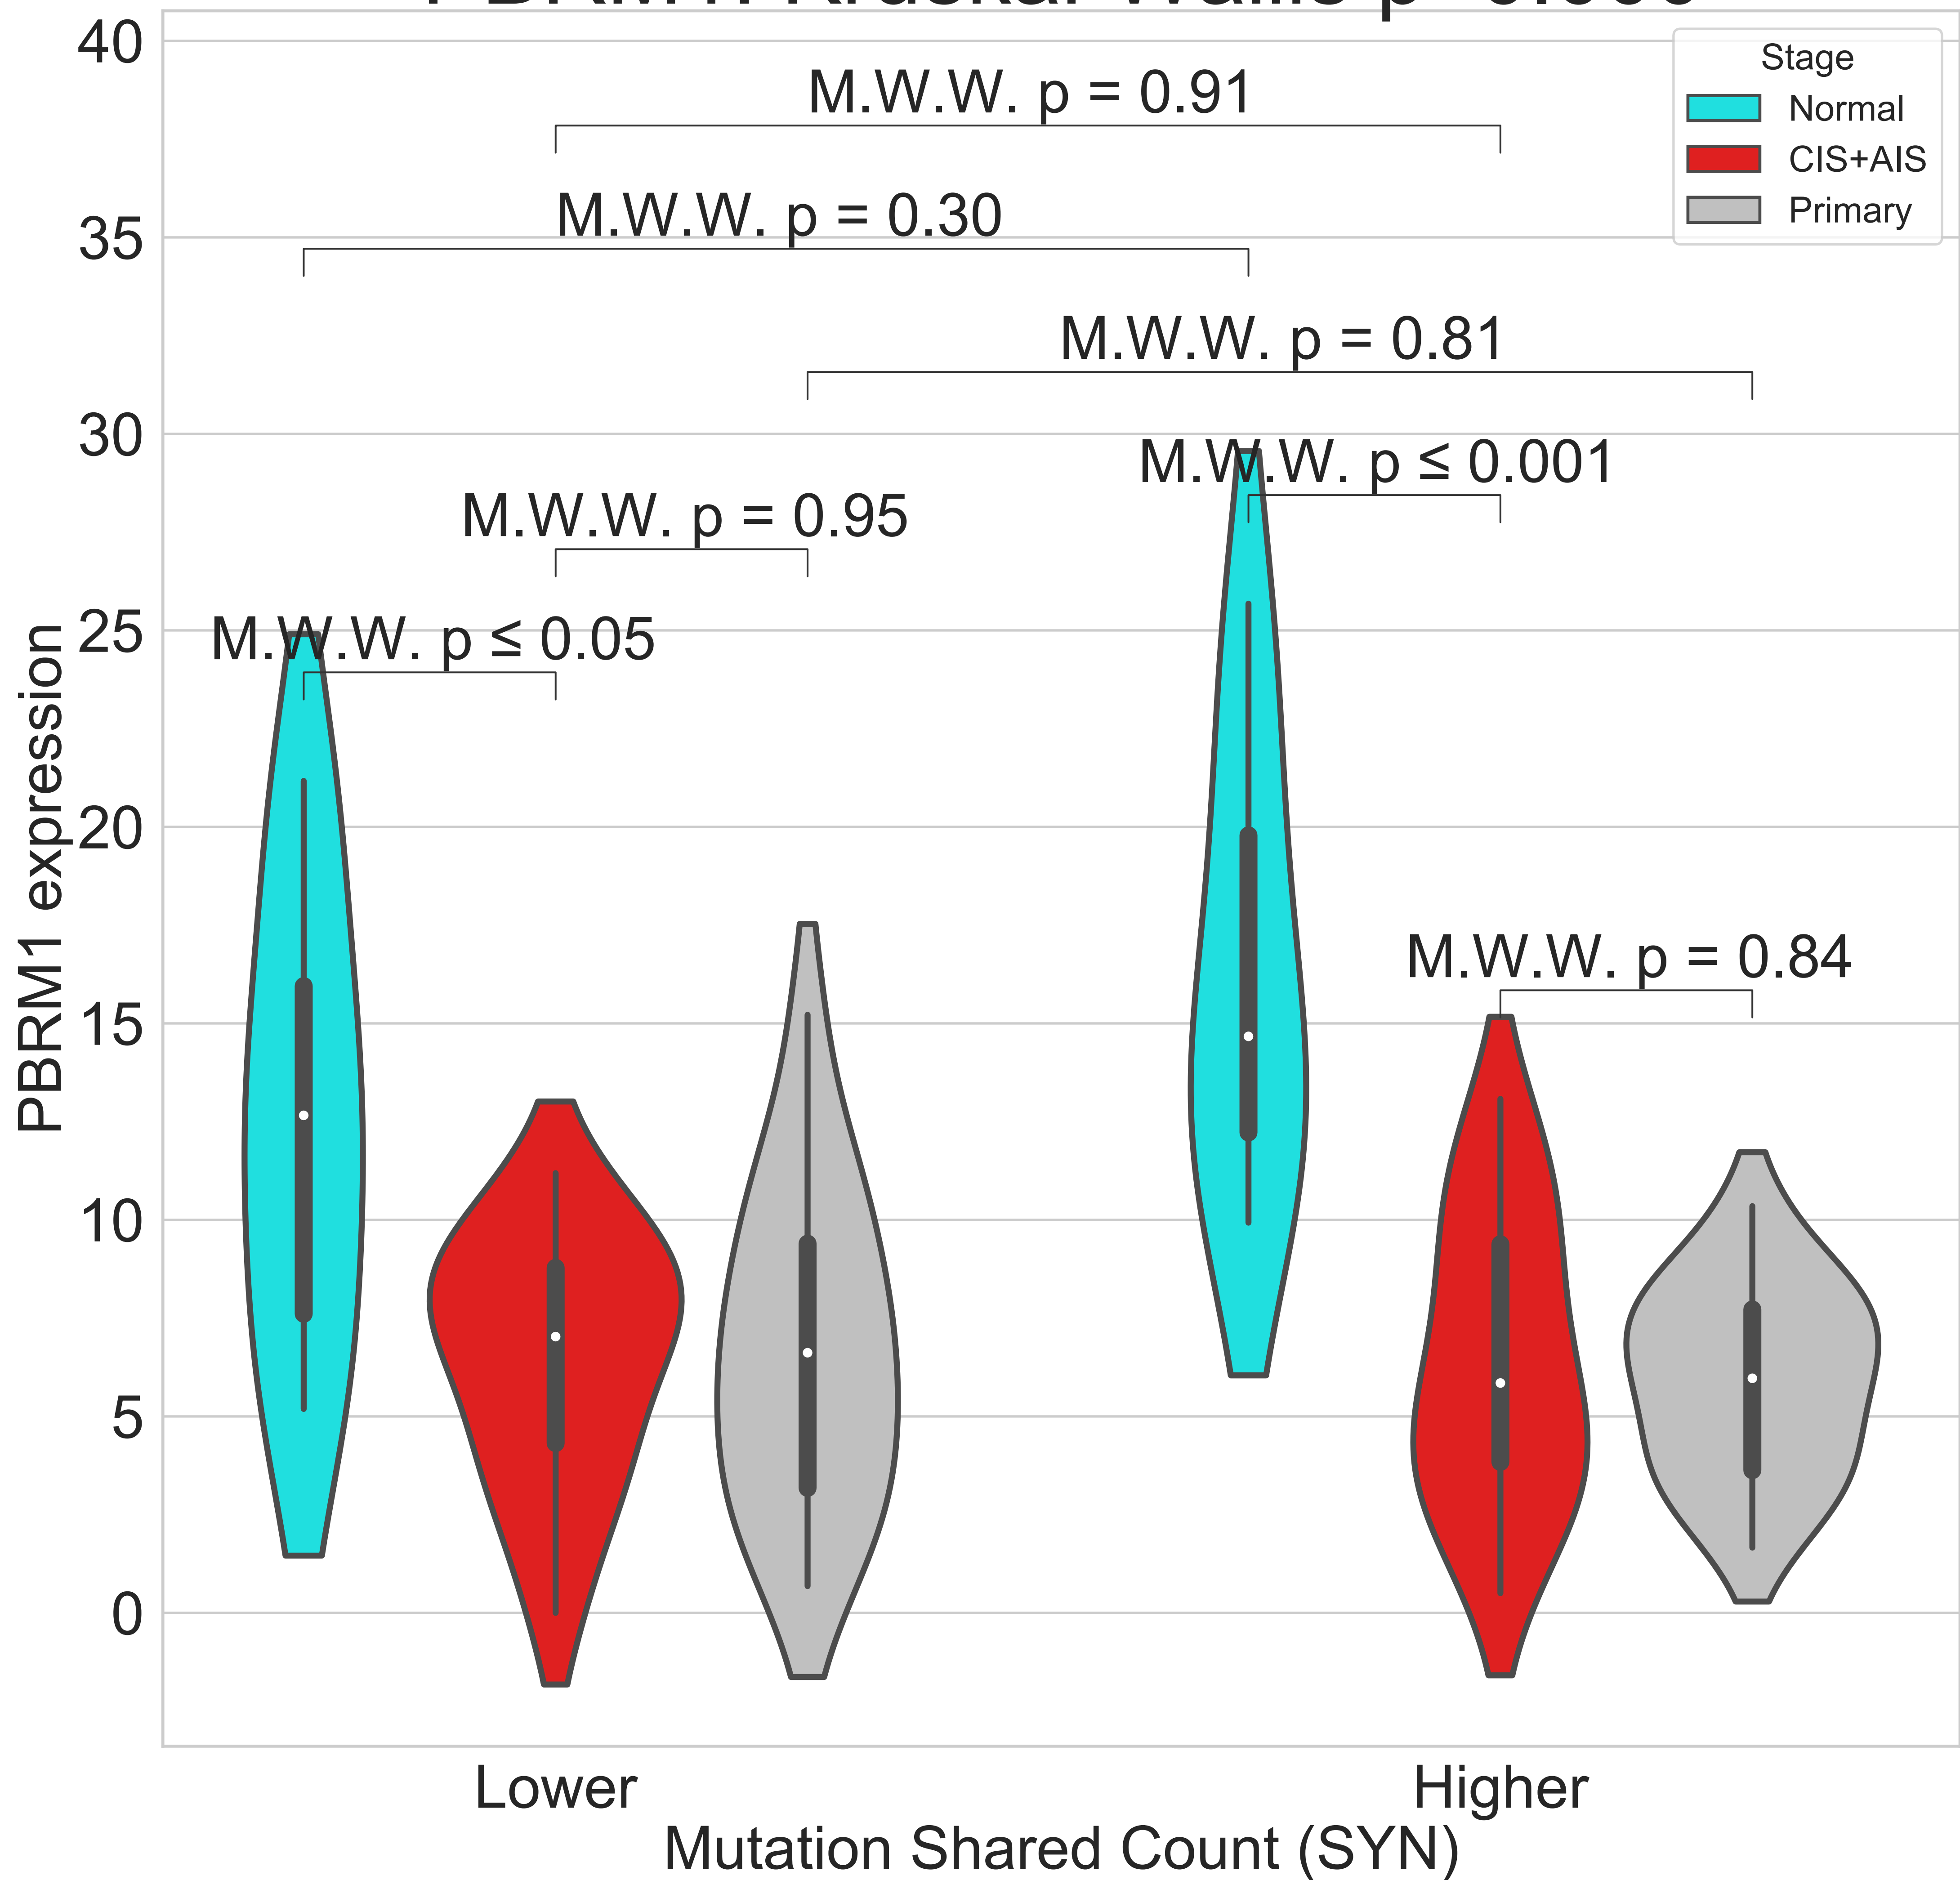 40
M.W.W. p = 0.91
Stage
Normal
CIS+AIS
Primary
M.W.W. p = 0.30
35
M.W.W. p = 0.81
30
M.W.W. p ≤ 0.001
M.W.W. p = 0.95
25
M.W.W. p ≤ 0.05
PBRM1 expression
20
M.W.W. p = 0.84
15
10
5
0
Lower
Higher
Mutation Shared Count (SYN)